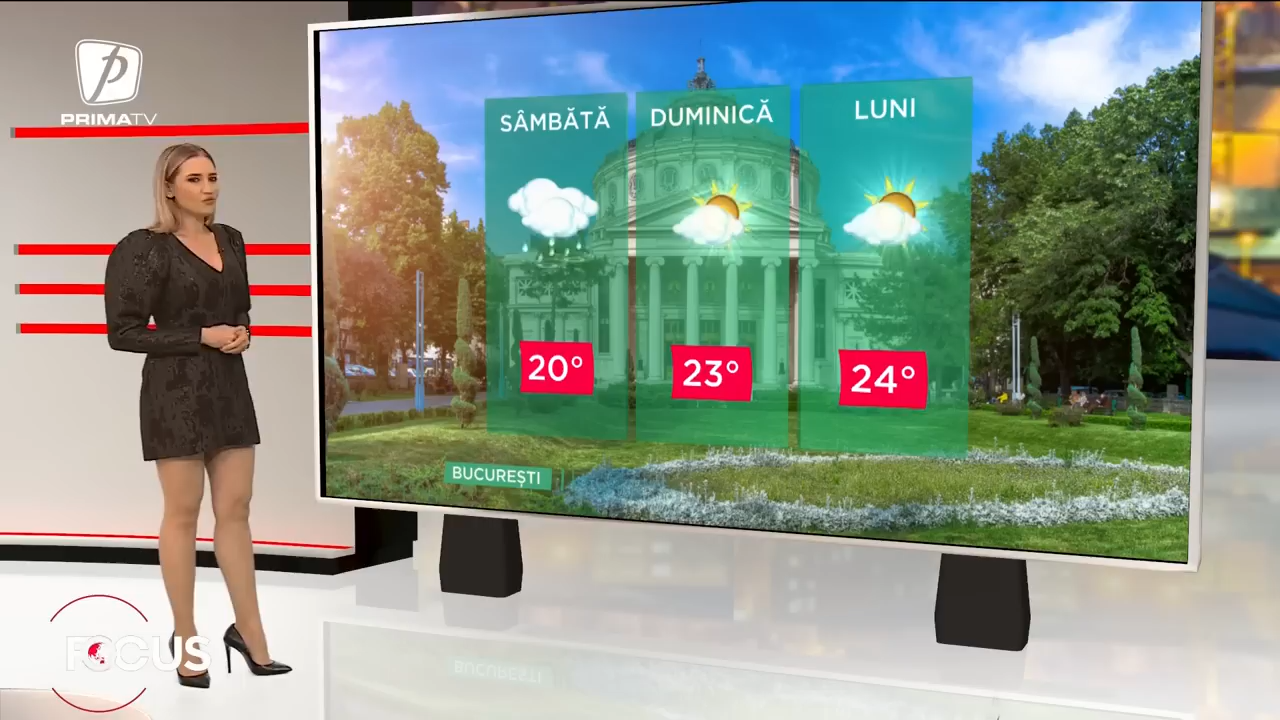 PRIMATV
SÂMBĂTĂ
DUMINICĂ
LUNI
20°
23°
24°
BUCUREȘTI
FOCUS